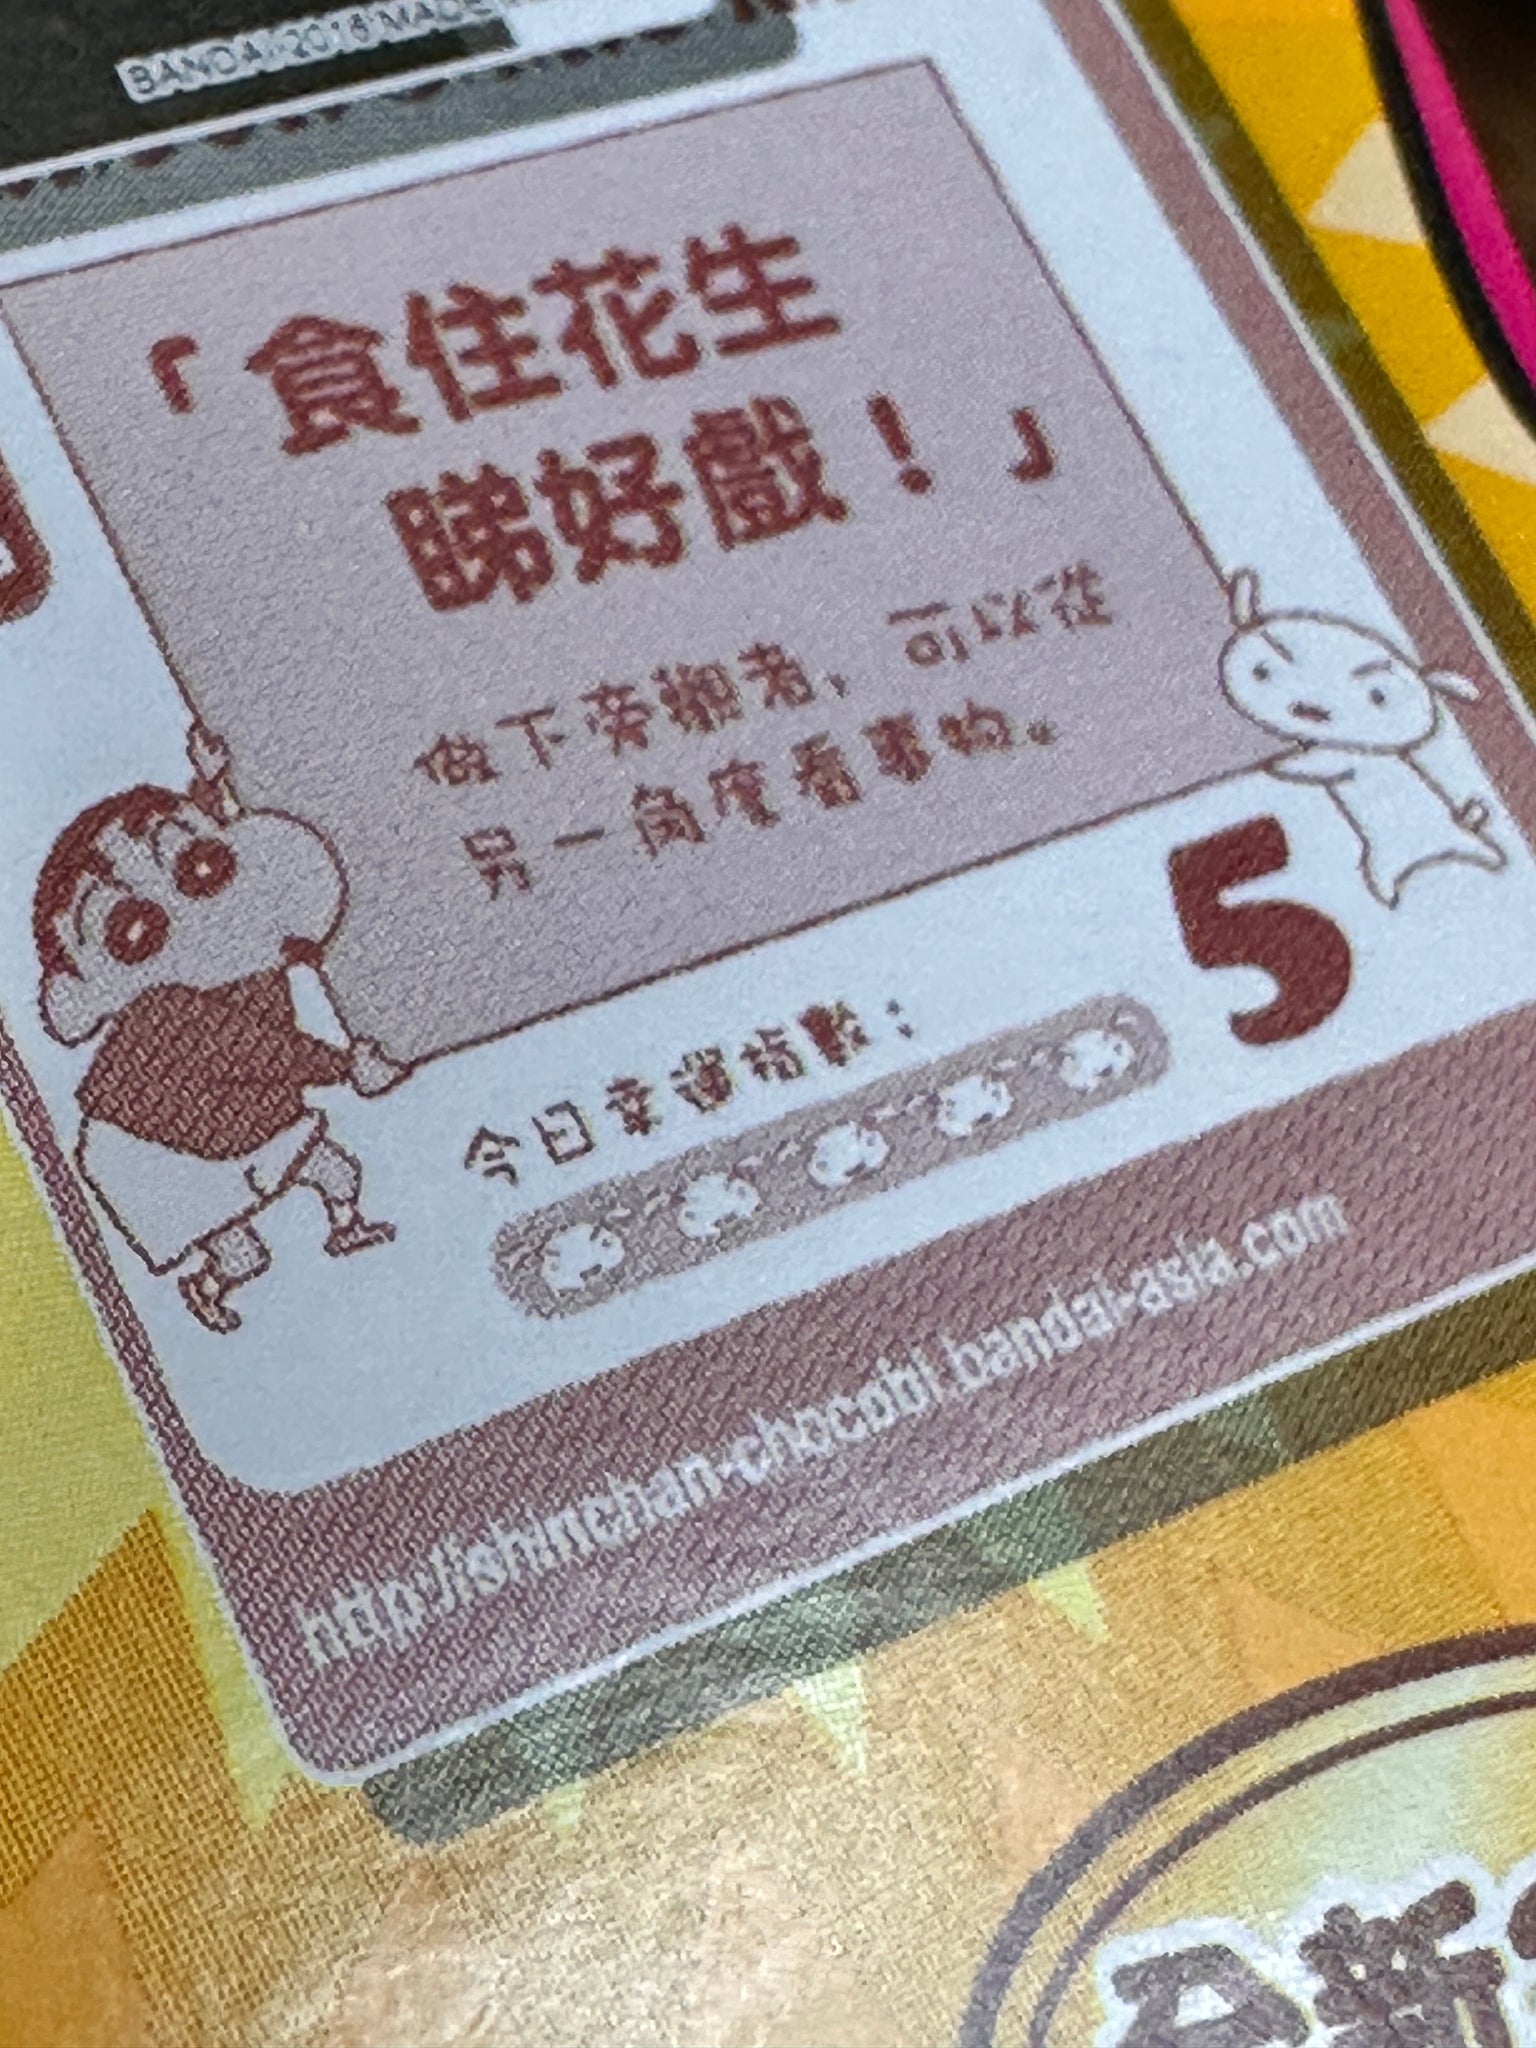 BANDAI 2016 MADE
「食住花生
睇好戲！」
做下旁觀者，可以從
另一角度看事物。
5
今日幸運指數：
http://shinchan-chocobi.bandai-asia.com
全新